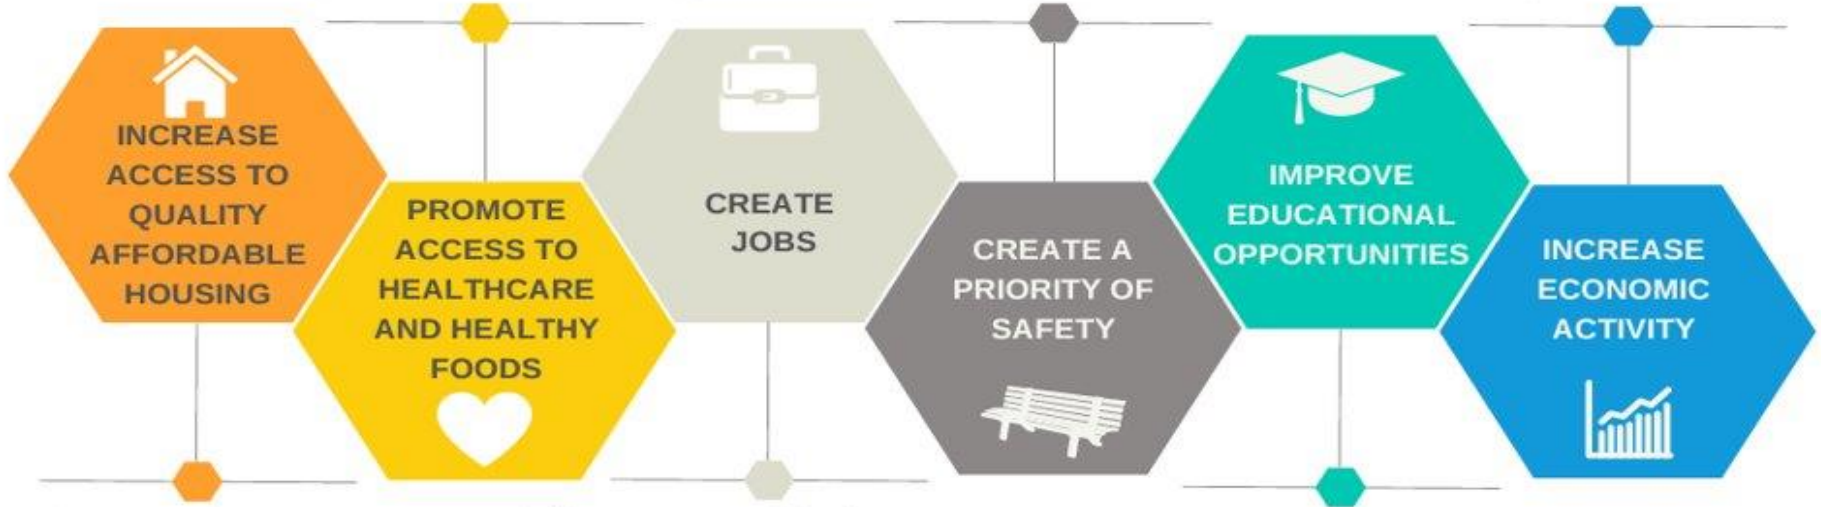 INCREASE
ACCESS TO
QUALITY
AFFORDABLE
HOUSING
PROMOTE
ACCESS TO
HEALTHCARE
AND HEALTHY
FOODS
CREATE
JOBS
CREATE A
PRIORITY OF
SAFETY
IMPROVE
EDUCATIONAL
OPPORTUNITIES
INCREASE
ECONOMIC
ACTIVITY